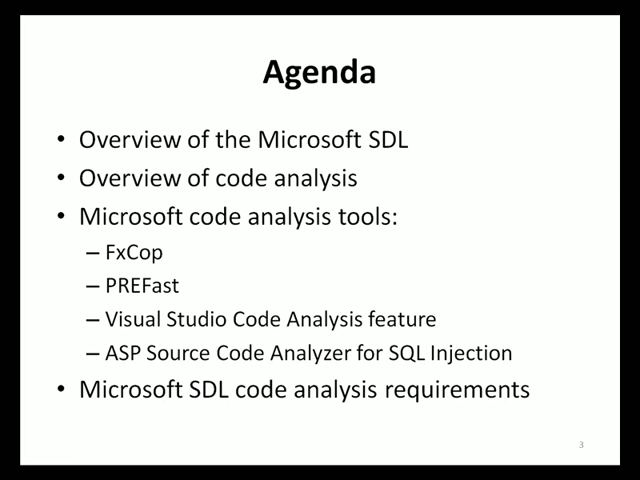 Agenda
• Overview of the Microsoft SDL
• Overview of code analysis
• Microsoft code analysis tools:
– FxCop
– PREFast
– Visual Studio Code Analysis feature
– ASP Source Code Analyzer for SQL Injection
• Microsoft SDL code analysis requirements
3